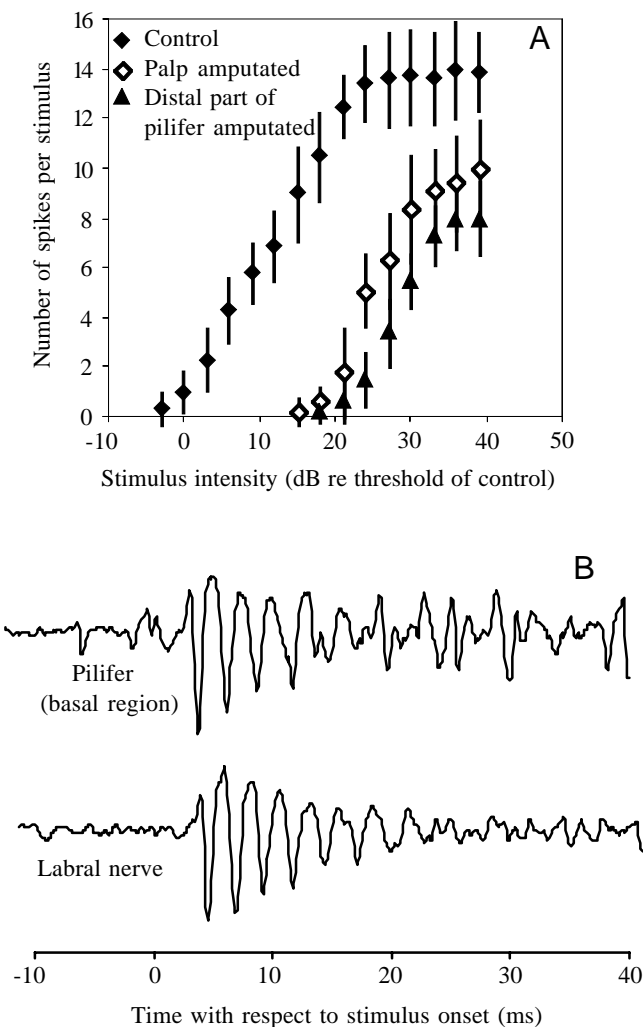 A
Control
Palp amputated
Distal part of
pilifer amputated
Number of spikes per stimulus
16
14
12
10
8
6
4
2
0
-10
0
10
20
30
40
50
Stimulus intensity (dB re threshold of control)
B
Pilifer
(basal region)
Labral nerve
-10
0
10
20
30
40
Time with respect to stimulus onset (ms)